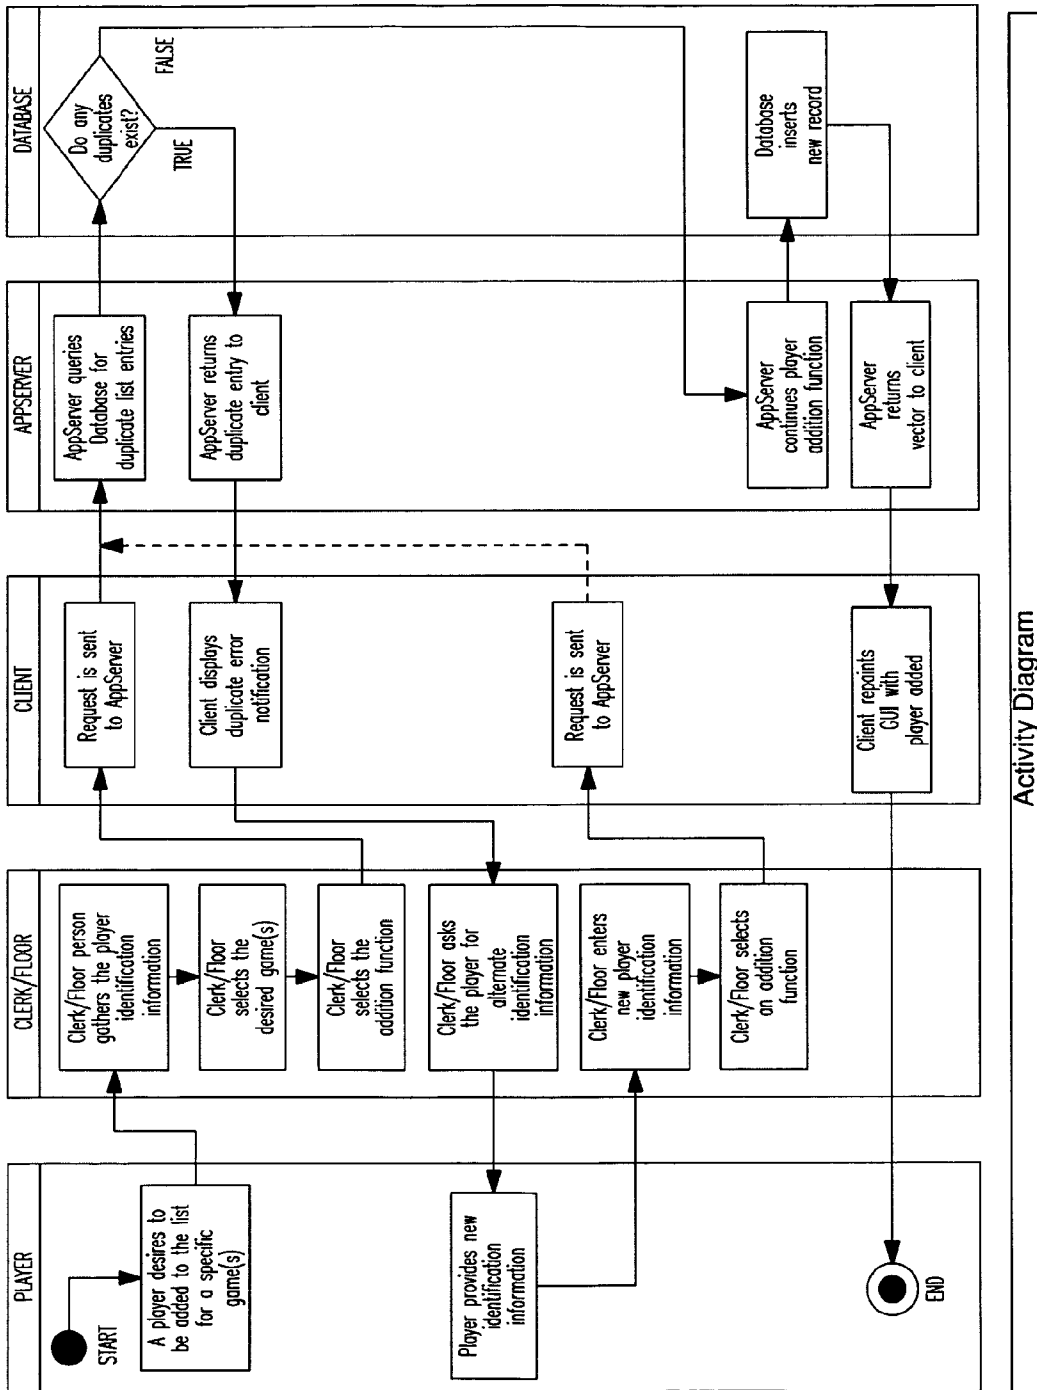 PLAYER
START
A player desires to
be added to the list
for a specific
game(s)
Player provides new
identification
information
END
CLERK/FLOOR
Clerk/Floor person
gathers the player
identification
information
Clerk/Floor
selects the
desired game(s)
Clerk/Floor
selects the
addition function
Clerk/Floor asks
the player for
alternate
identification
information
Clerk/Floor enters
new player
identification
information
Clerk/Floor selects
an addition
function
CLIENT
Request is sent
to AppServer
Client displays
duplicate error
notification
Request is sent
to AppServer
Client repaints
GUI with
player added
APPSERVER
AppServer queries
Database for
duplicate list entries
AppServer returns
duplicate entry to
client
AppServer
continues player
addition function
AppServer
returns
vector to client
DATABASE
Do any
duplicates
exist?
TRUE
FALSE
Database
inserts
new record
Activity Diagram